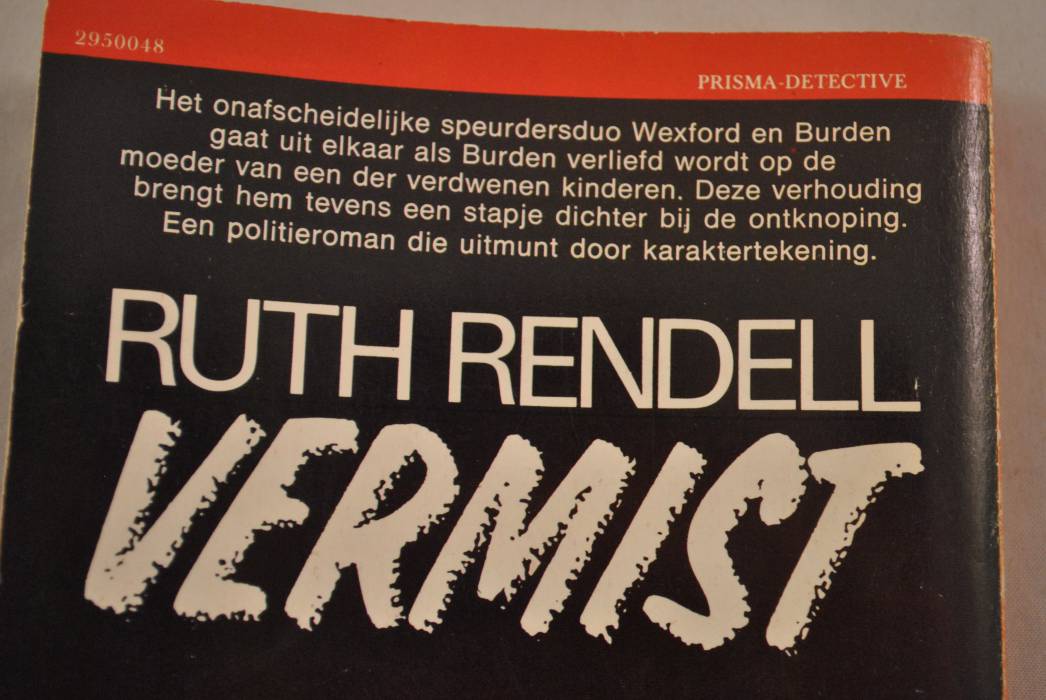 2950048
PRISMA-DETECTIVE
Het onafscheidelijke speurdersduo Wexford en Burden
gaat uit elkaar als Burden verliefd wordt op de
moeder van een der verdwenen kinderen. Deze verhouding
brengt hem tevens een stapje dichter bij de ontknoping.
Een politieroman die uitmunt door karaktertekening.
RUTH RENDELL
VERMIST